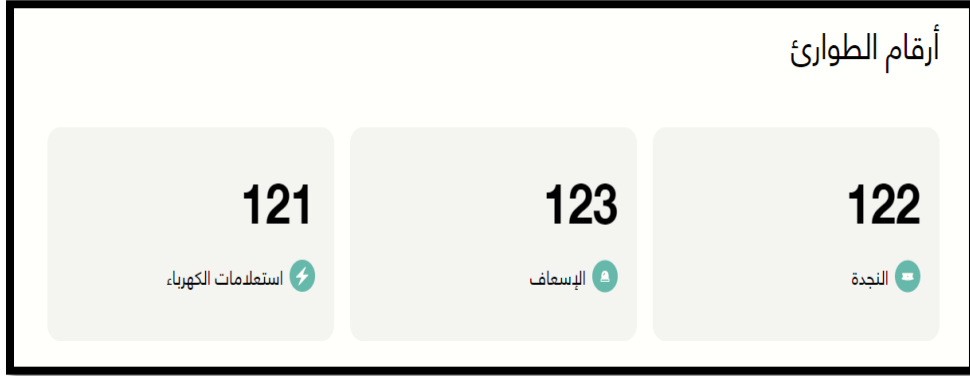 أرقام الطوارئ
122
النجدة
123
الإسعاف
121
استعلامات الكهرباء